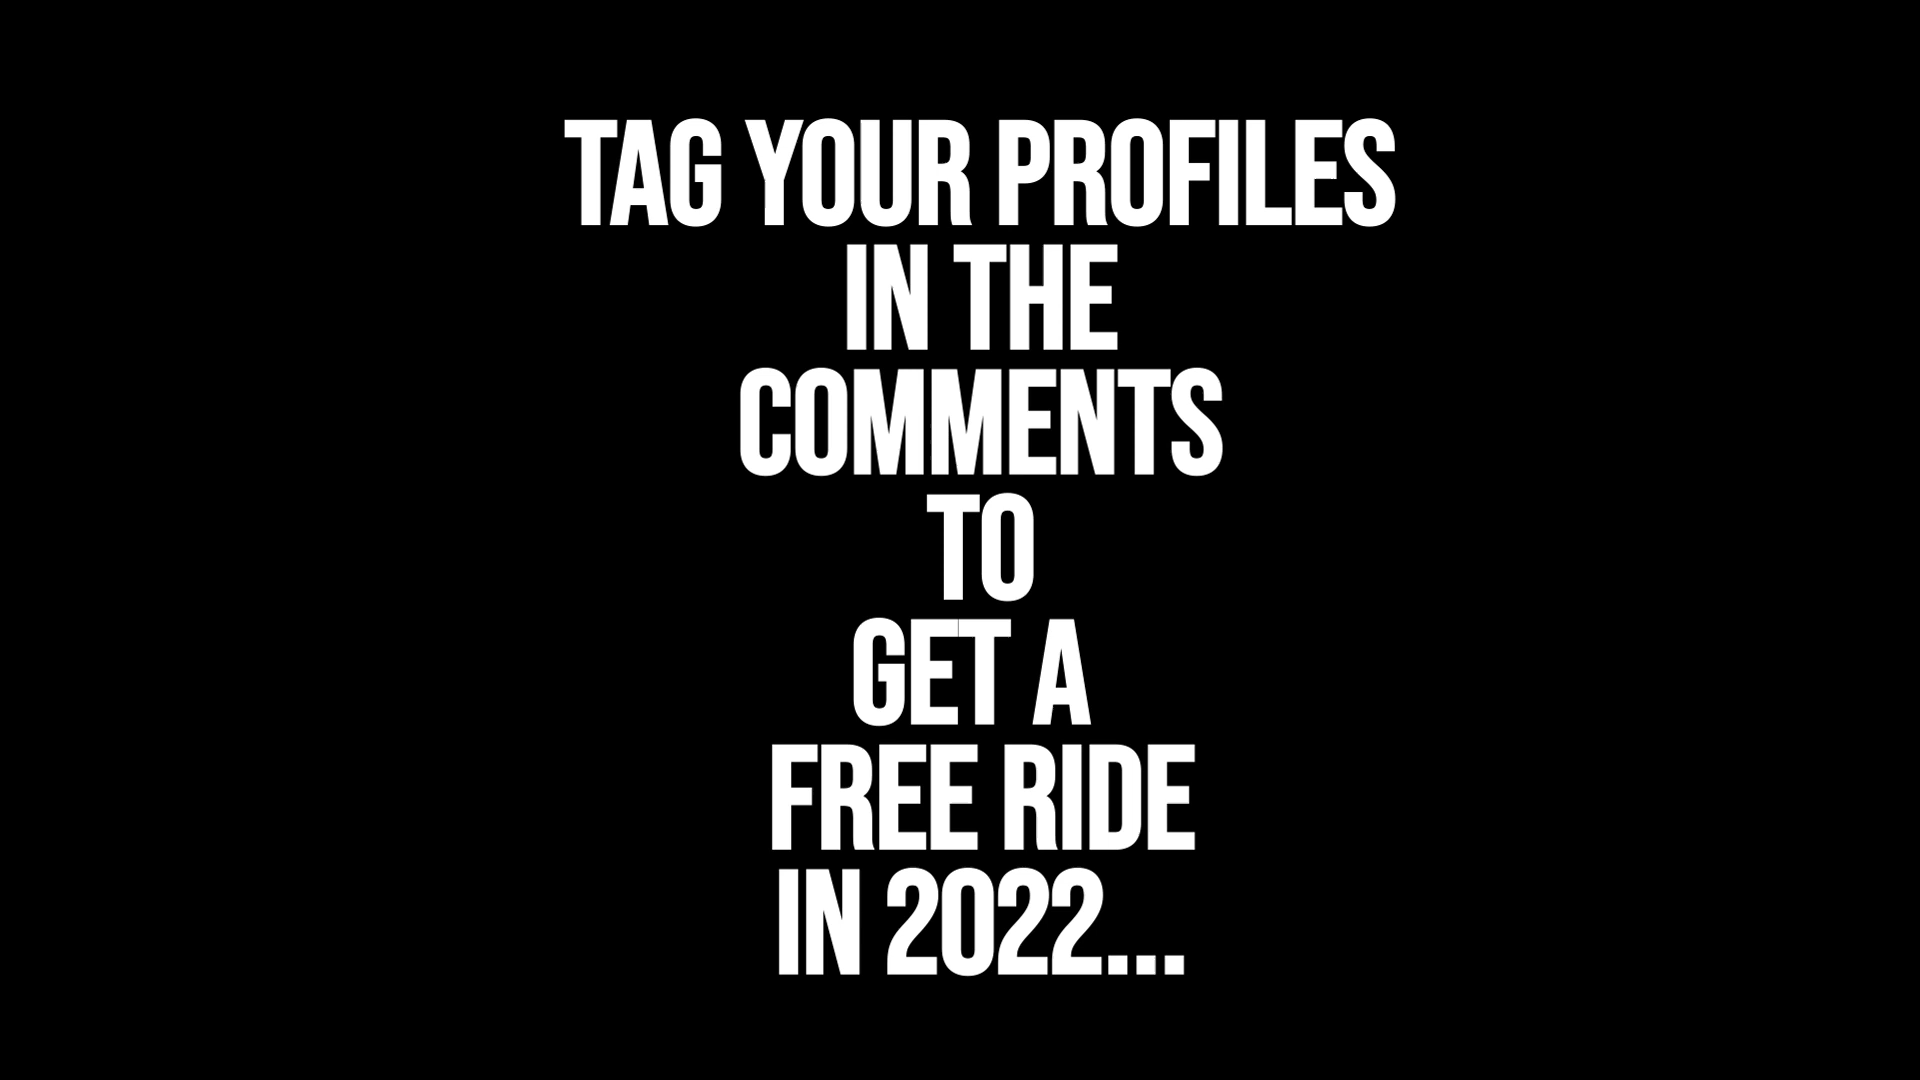 TAG YOUR PROFILES
IN THE
COMMENTS
TO
GET A
FREE RIDE
IN 2022...